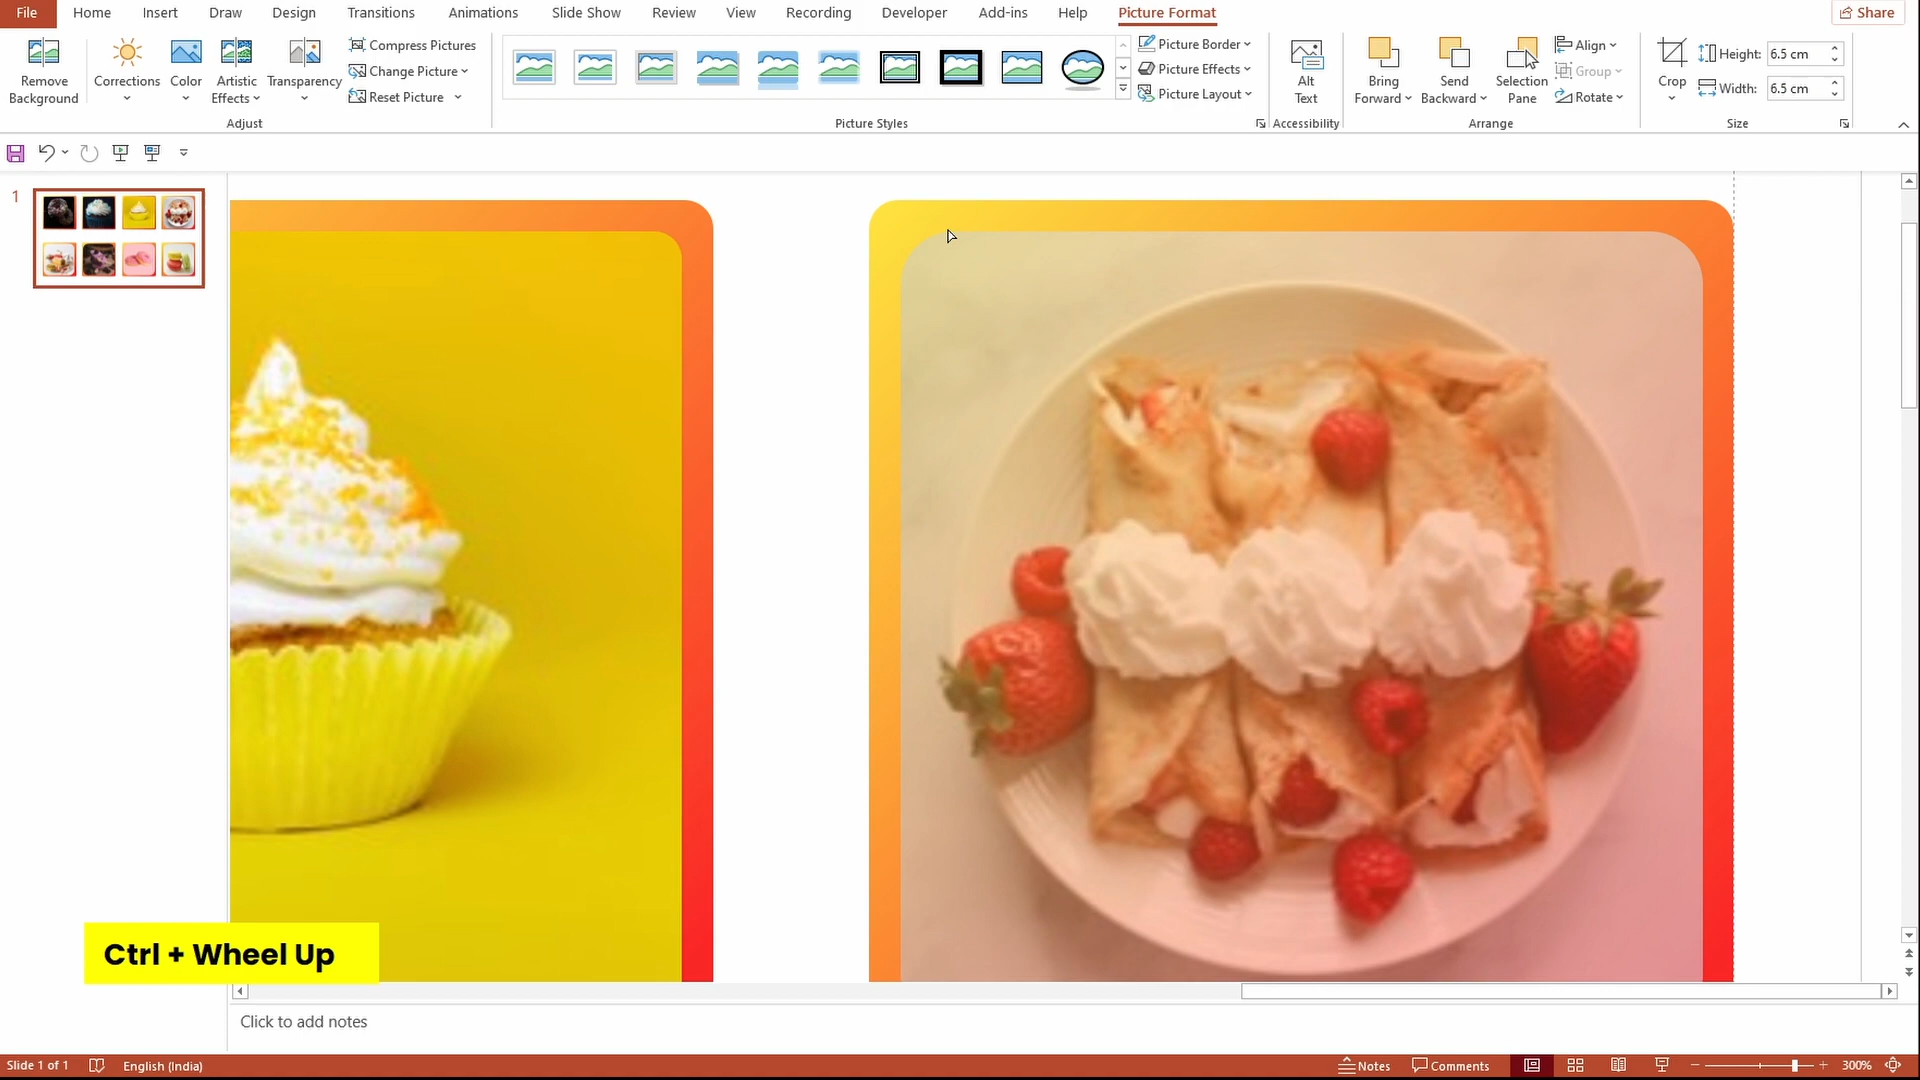 File Home Insert Draw Design Transitions Animations Slide Show Review View Recording Developer Add-ins Help Picture Format Share
Remove Background
Corrections
Color
Artistic Effects
Transparency
Compress Pictures
Change Picture
Reset Picture
Adjust
Picture Styles
Picture Border
Picture Effects
Picture Layout
Alt Text
Accessibility
Bring Forward
Send Backward
Selection Pane
Align
Group
Rotate
Arrange
Crop
Height: 6.5 cm
Width: 6.5 cm
Size
1
Ctrl + Wheel Up
Click to add notes
Slide 1 of 1 English (India) Notes Comments 300%